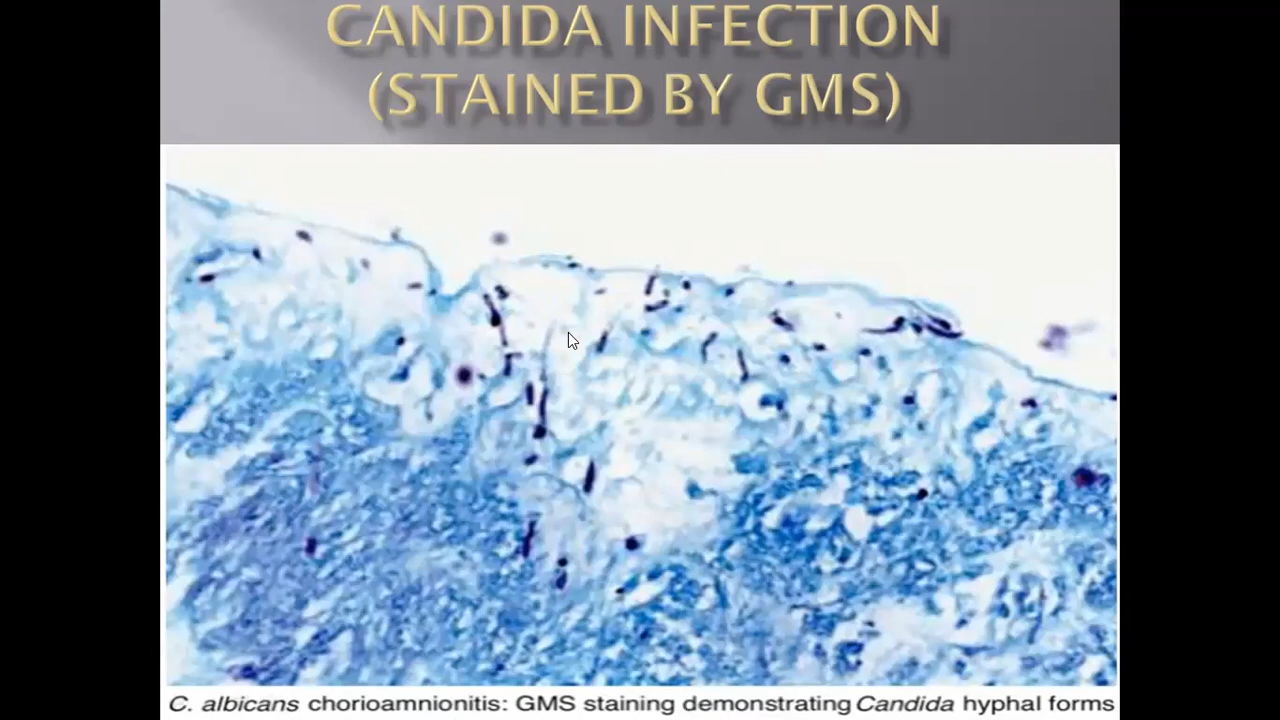 CANDIDA INFECTION
(STAINED BY GMS)
C. albicans chorioamnionitis: GMS staining demonstrating Candida hyphal forms